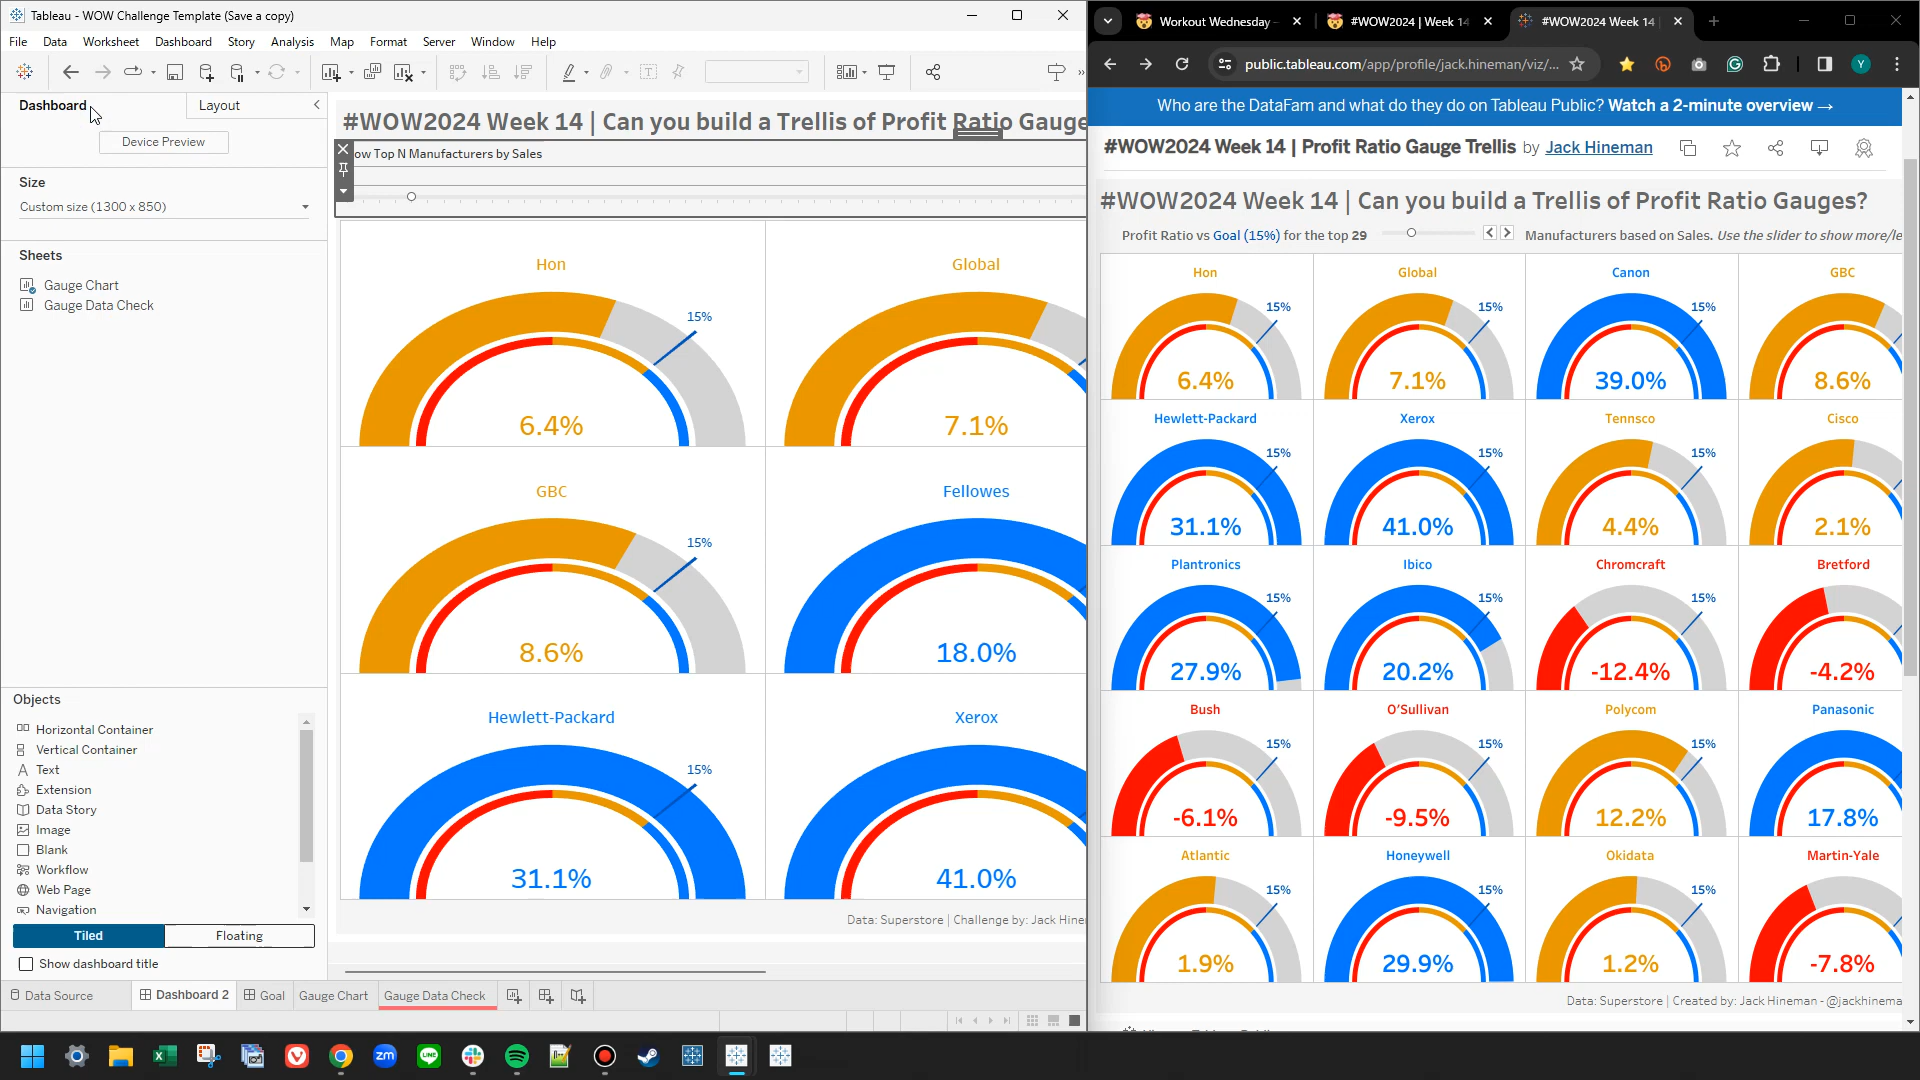 Tableau - WOW Challenge Template (Save a copy)
File Data Worksheet Dashboard Story Analysis Map Format Server Window Help
Dashboard
Layout
Device Preview
Size
Custom size (1300 x 850)
Sheets
Gauge Chart
Gauge Data Check
Objects
Horizontal Container
Vertical Container
Text
Extension
Data Story
Image
Blank
Workflow
Web Page
Navigation
Tiled Floating
Show dashboard title
#WOW2024 Week 14 | Can you build a Trellis of Profit Ratio Gauge
ow Top N Manufacturers by Sales
Hon Global
15%
6.4% 7.1%
GBC Fellowes
15%
8.6% 18.0%
Hewlett-Packard Xerox
15%
31.1% 41.0%
Data: Superstore | Challenge by: Jack Hine
Data Source Dashboard 2 Goal Gauge Chart Gauge Data Check
Workout Wednesday #WOW2024 | Week 14 #WOW2024 Week 14
public.tableau.com/app/profile/jack.hineman/viz/...
Y
Who are the DataFam and what do they do on Tableau Public? Watch a 2-minute overview →
#WOW2024 Week 14 | Profit Ratio Gauge Trellis by Jack Hineman
#WOW2024 Week 14 | Can you build a Trellis of Profit Ratio Gauges?
Profit Ratio vs Goal (15%) for the top 29 Manufacturers based on Sales. Use the slider to show more/le
Hon Global Canon GBC
15% 15% 15%
6.4% 7.1% 39.0% 8.6%
Hewlett-Packard Xerox Tennsco Cisco
15% 15% 15%
31.1% 41.0% 4.4% 2.1%
Plantronics Ibico Chromcraft Bretford
15% 15% 15%
27.9% 20.2% -12.4% -4.2%
Bush O'Sullivan Polycom Panasonic
15% 15% 15%
-6.1% -9.5% 12.2% 17.8%
Atlantic Honeywell Okidata Martin-Yale
15% 15% 15%
1.9% 29.9% 1.2% -7.8%
Data: Superstore | Created by: Jack Hineman - @jackhinema
zm
LINE